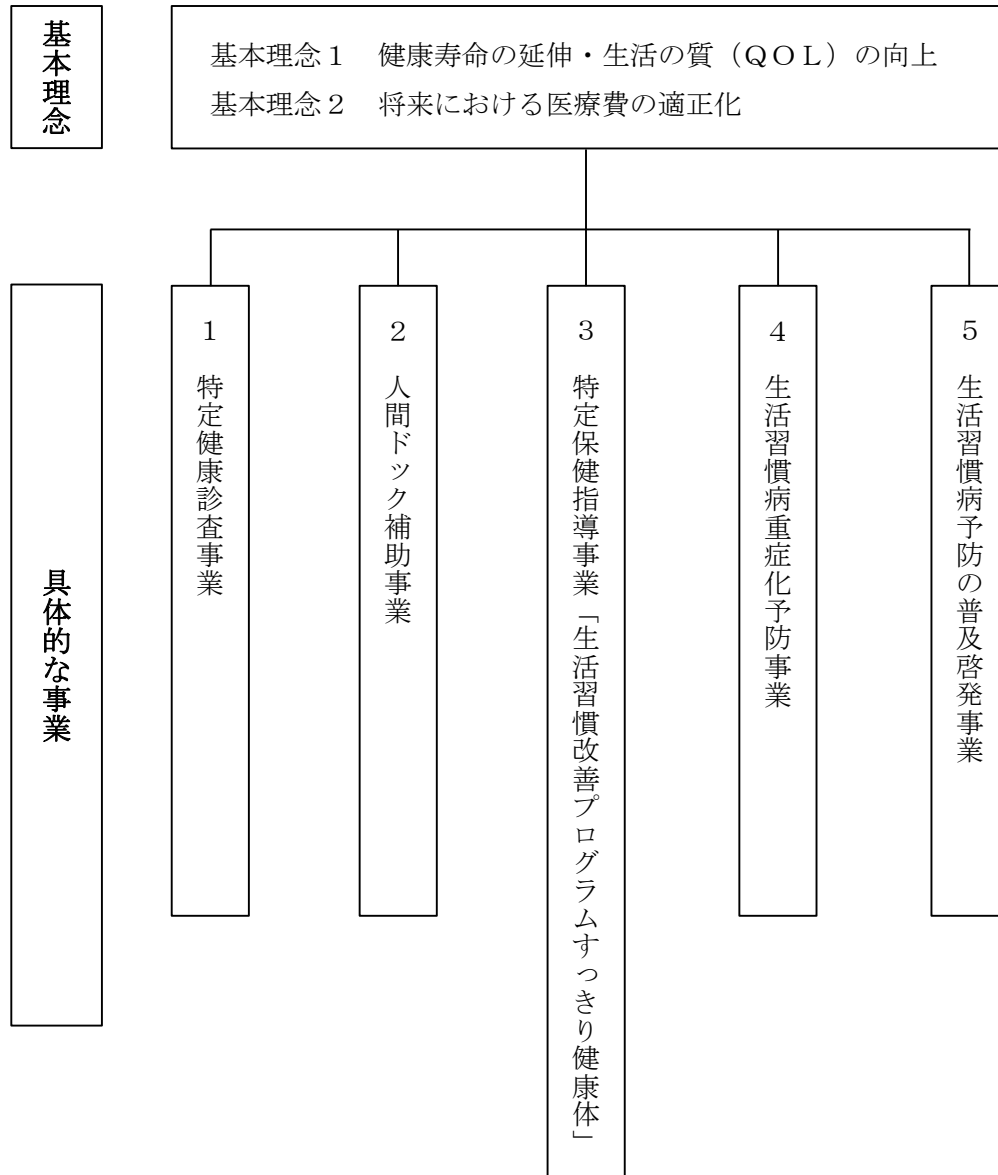 基本理念
基本理念１　健康寿命の延伸・生活の質（ＱＯＬ）の向上
基本理念２　将来における医療費の適正化
具体的な事業
１　特定健康診査事業
２　人間ドック補助事業
３　特定保健指導事業「生活習慣改善プログラムすっきり健康体」
４　生活習慣病重症化予防事業
５　生活習慣病予防の普及啓発事業